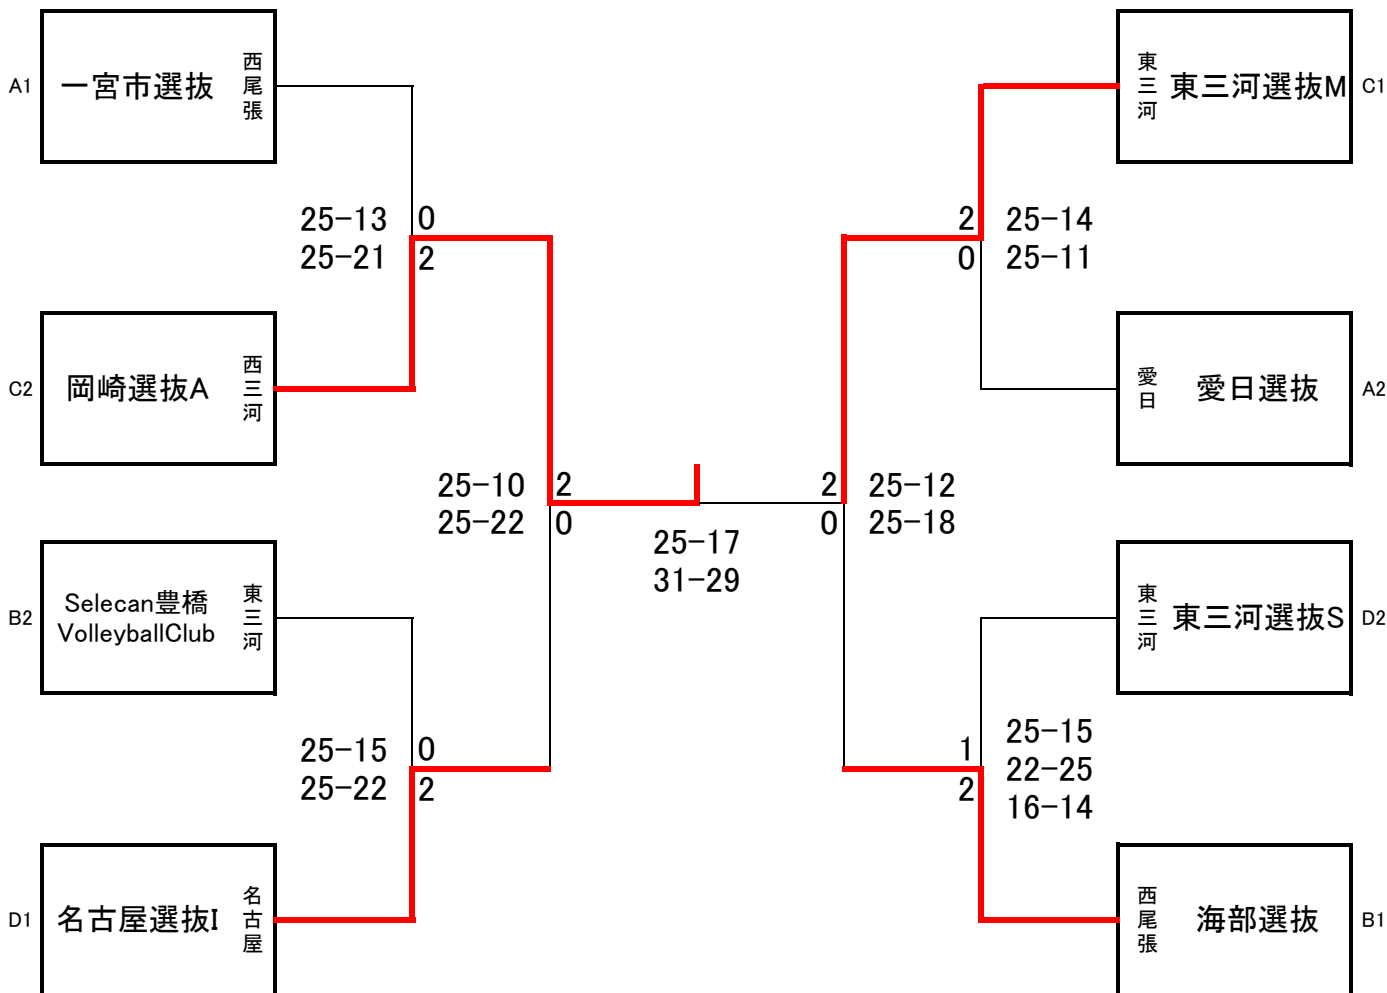 A1
一宮市選抜
西尾張
25-13
25-21
0
2
C2
岡崎選抜A
西三河
25-10
25-22
2
0
B2
Selecan豊橋
VolleyballClub
東三河
25-15
25-22
0
2
D1
名古屋選抜I
名古屋
25-17
31-29
東三河
東三河選抜M
C1
2
0
25-14
25-11
愛日
愛日選抜
A2
2
0
25-12
25-18
東三河
東三河選抜S
D2
1
2
25-15
22-25
16-14
西尾張
海部選抜
B1